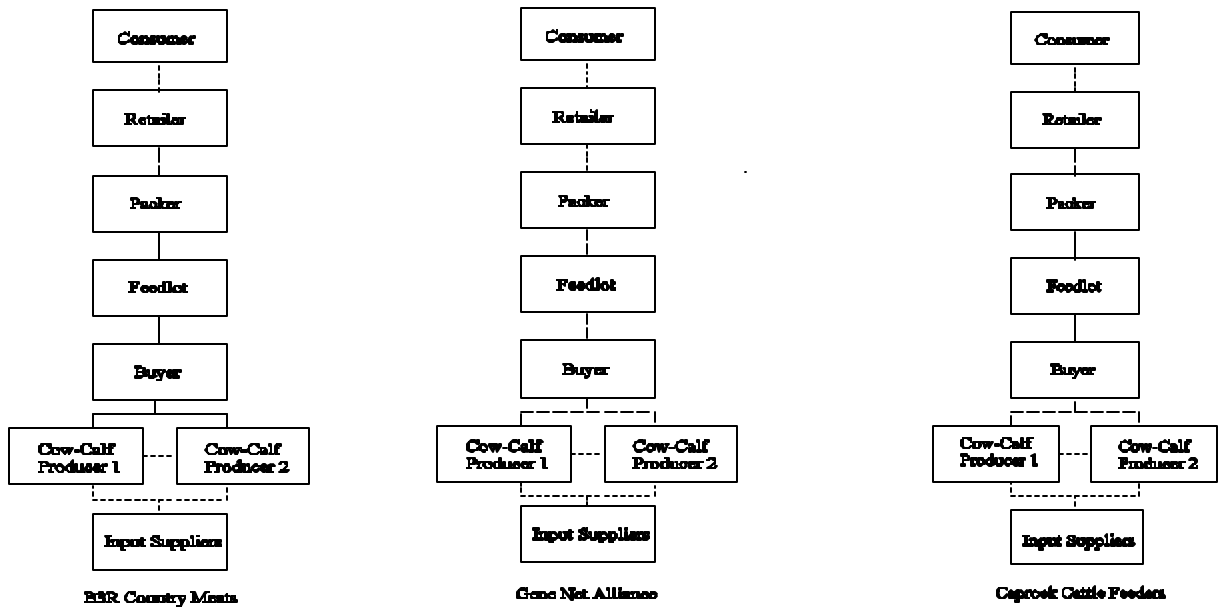 Consumer
Retailer
Packer
Feedlot
Buyer
Cow-Calf
Producer 1
Cow-Calf
Producer 2
Input Suppliers
B3R Country Meats
Consumer
Retailer
Packer
Feedlot
Buyer
Cow-Calf
Producer 1
Cow-Calf
Producer 2
Input Suppliers
Gene Net Alliance
Consumer
Retailer
Packer
Feedlot
Buyer
Cow-Calf
Producer 1
Cow-Calf
Producer 2
Input Suppliers
Caprock Cattle Feeders